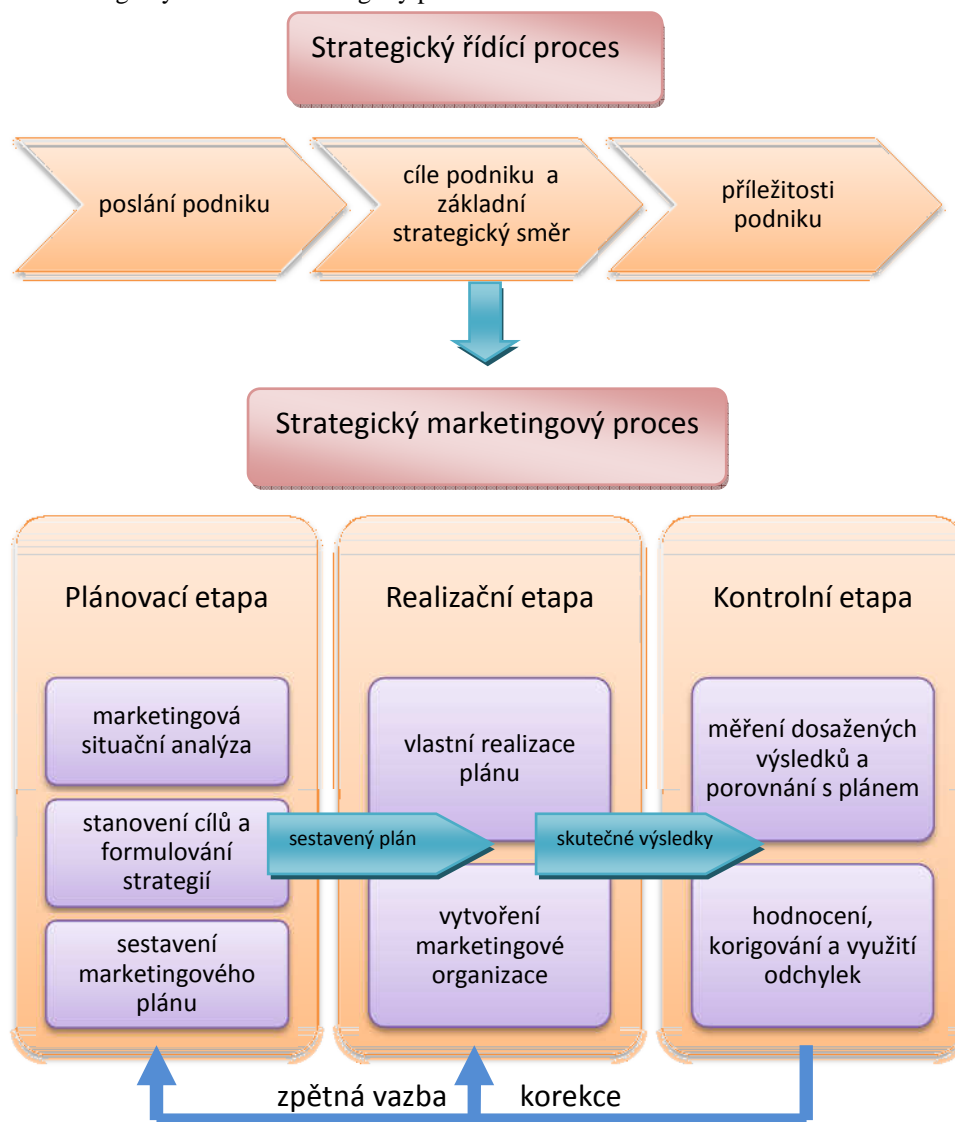 Strategický řídící proces
poslání podniku
cíle podniku a
základní
strategický směr
příležitosti
podniku
Strategický marketingový proces
Plánovací etapa
marketingová
situační analýza
stanovení cílů a
formulování
strategií
sestavení
marketingového
plánu
sestavený plán
Realizační etapa
vlastní realizace
plánu
vytvoření
marketingové
organizace
skutečné výsledky
Kontrolní etapa
měření dosažených
výsledků a
porovnání s plánem
hodnocení,
korigování a využití
odchylek
zpětná vazba
korekce